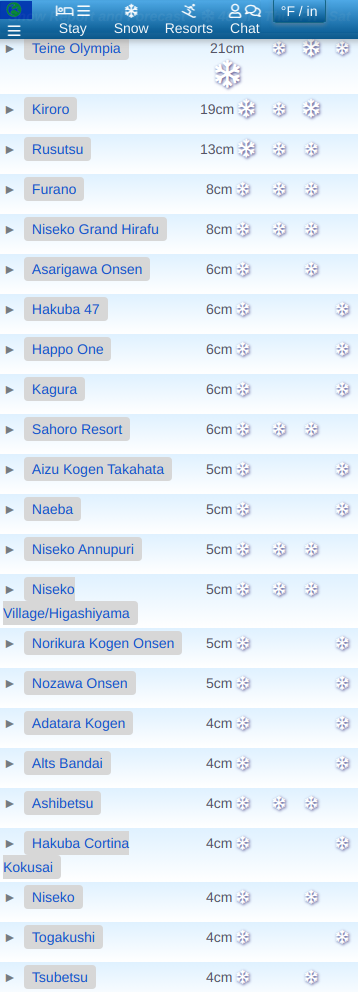 °F / in
Stay Snow Resorts Chat
Teine Olympia 21cm
Kiroro 19cm
Rusutsu 13cm
Furano 8cm
Niseko Grand Hirafu 8cm
Asarigawa Onsen 6cm
Hakuba 47 6cm
Happo One 6cm
Kagura 6cm
Sahoro Resort 6cm
Aizu Kogen Takahata 5cm
Naeba 5cm
Niseko Annupuri 5cm
Niseko 5cm
Village/Higashiyama
Norikura Kogen Onsen 5cm
Nozawa Onsen 5cm
Adatara Kogen 4cm
Alts Bandai 4cm
Ashibetsu 4cm
Hakuba Cortina 4cm
Kokusai
Niseko 4cm
Togakushi 4cm
Tsubetsu 4cm